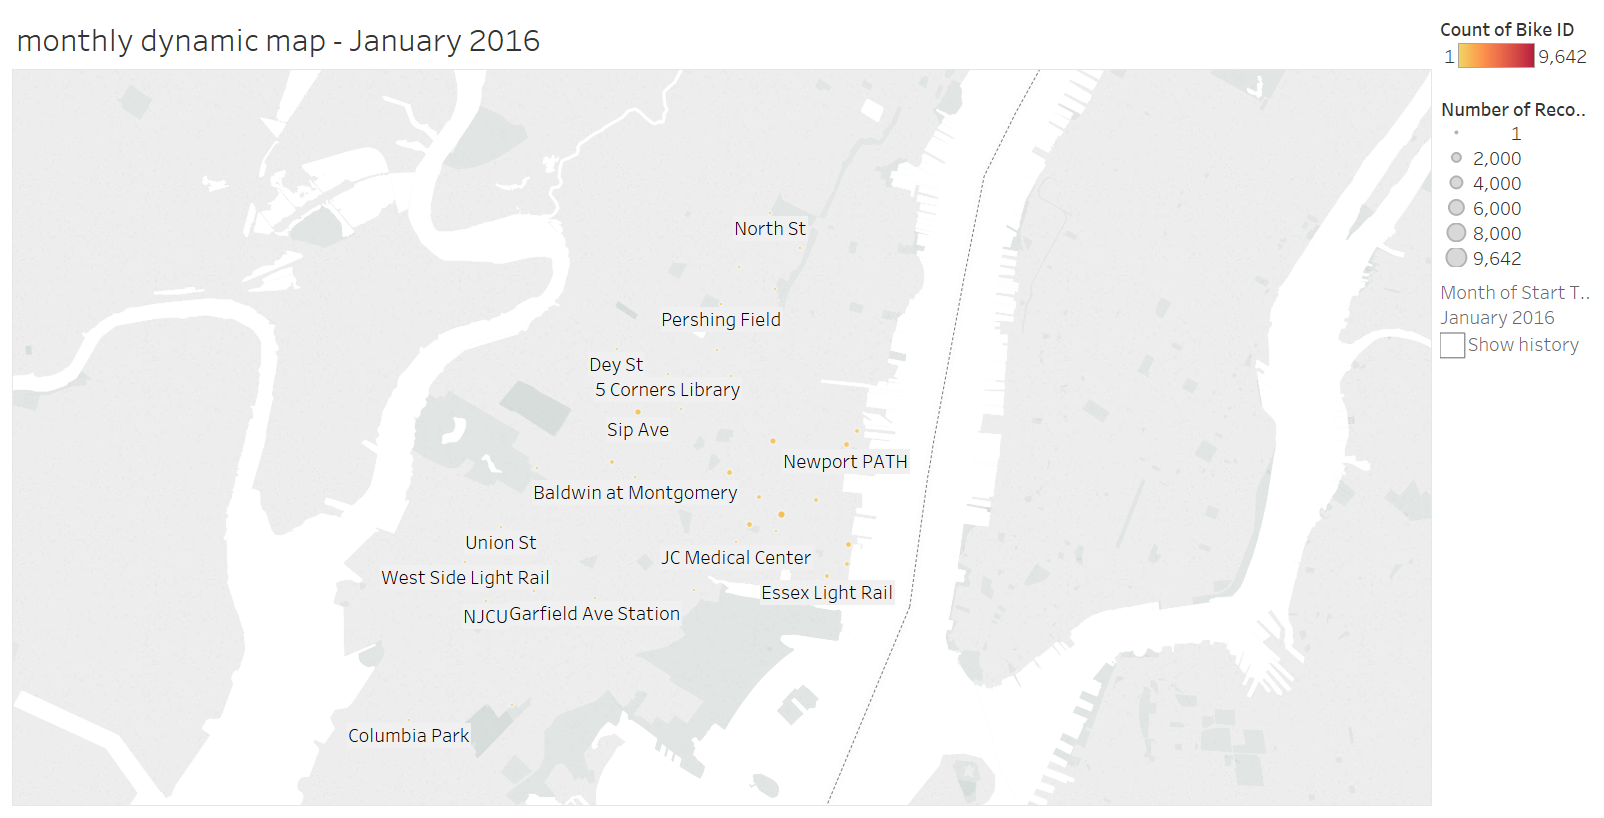 monthly dynamic map - January 2016
North St
Pershing Field
Dey St
5 Corners Library
Sip Ave
Newport PATH
Baldwin at Montgomery
Union St
JC Medical Center
West Side Light Rail
Essex Light Rail
NJCU
Garfield Ave Station
Columbia Park
Count of Bike ID
1 9,642
Number of Reco..
1
2,000
4,000
6,000
8,000
9,642
Month of Start T..
January 2016
Show history